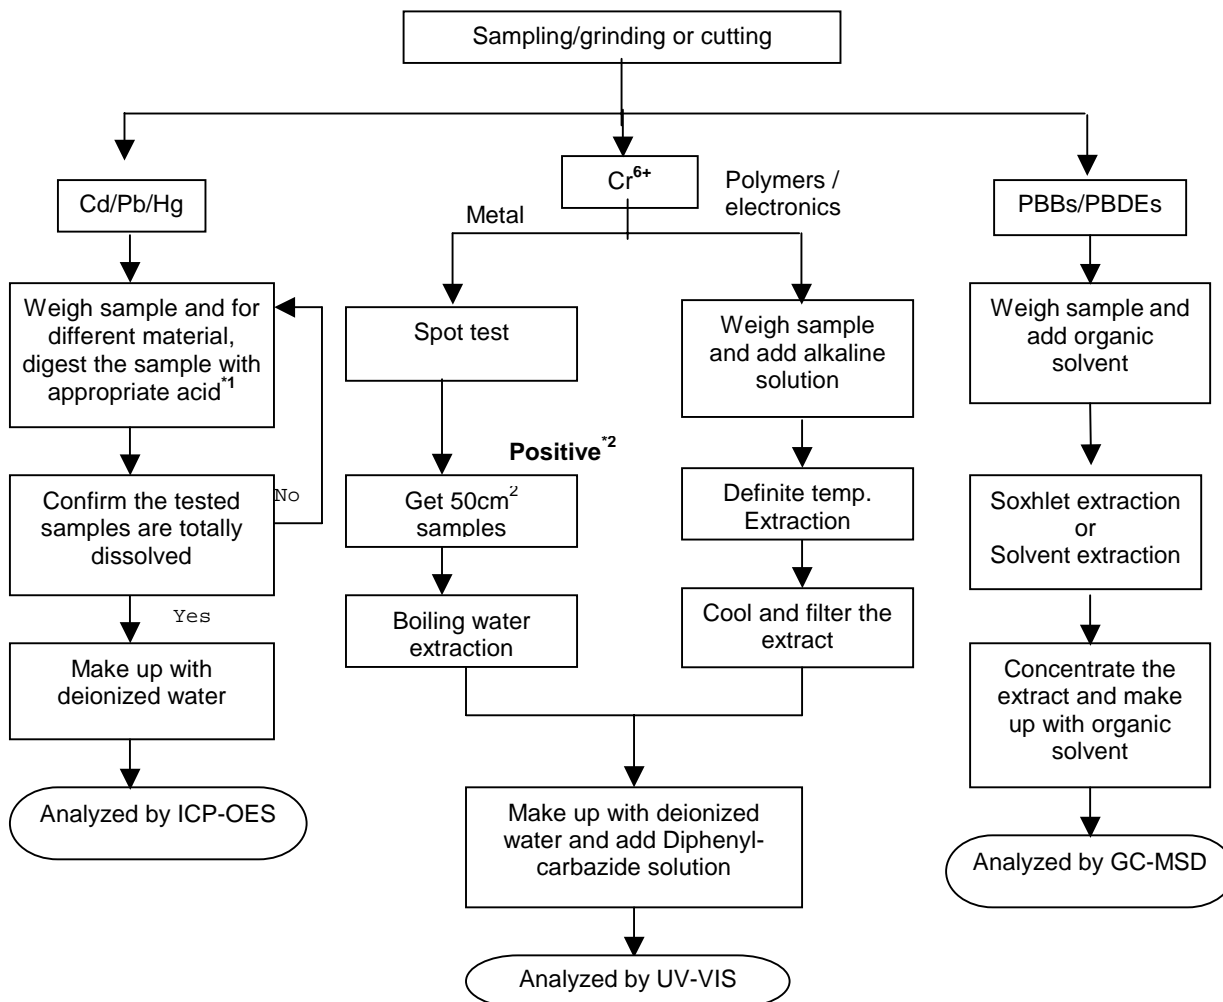 Sampling/grinding or cutting
Cd/Pb/Hg
Cr6+
Metal
Polymers /
electronics
PBBs/PBDEs
Weigh sample and for
different material,
digest the sample with
appropriate acid*1
Confirm the tested
samples are totally
dissolved
No
Yes
Make up with
deionized water
Analyzed by ICP-OES
Spot test
Positive*2
Get 50cm2
samples
Boiling water
extraction
Weigh sample
and add alkaline
solution
Definite temp.
Extraction
Cool and filter the
extract
Make up with deionized
water and add Diphenyl-
carbazide solution
Analyzed by UV-VIS
Weigh sample and
add organic
solvent
Soxhlet extraction
or
Solvent extraction
Concentrate the
extract and make
up with organic
solvent
Analyzed by GC-MSD